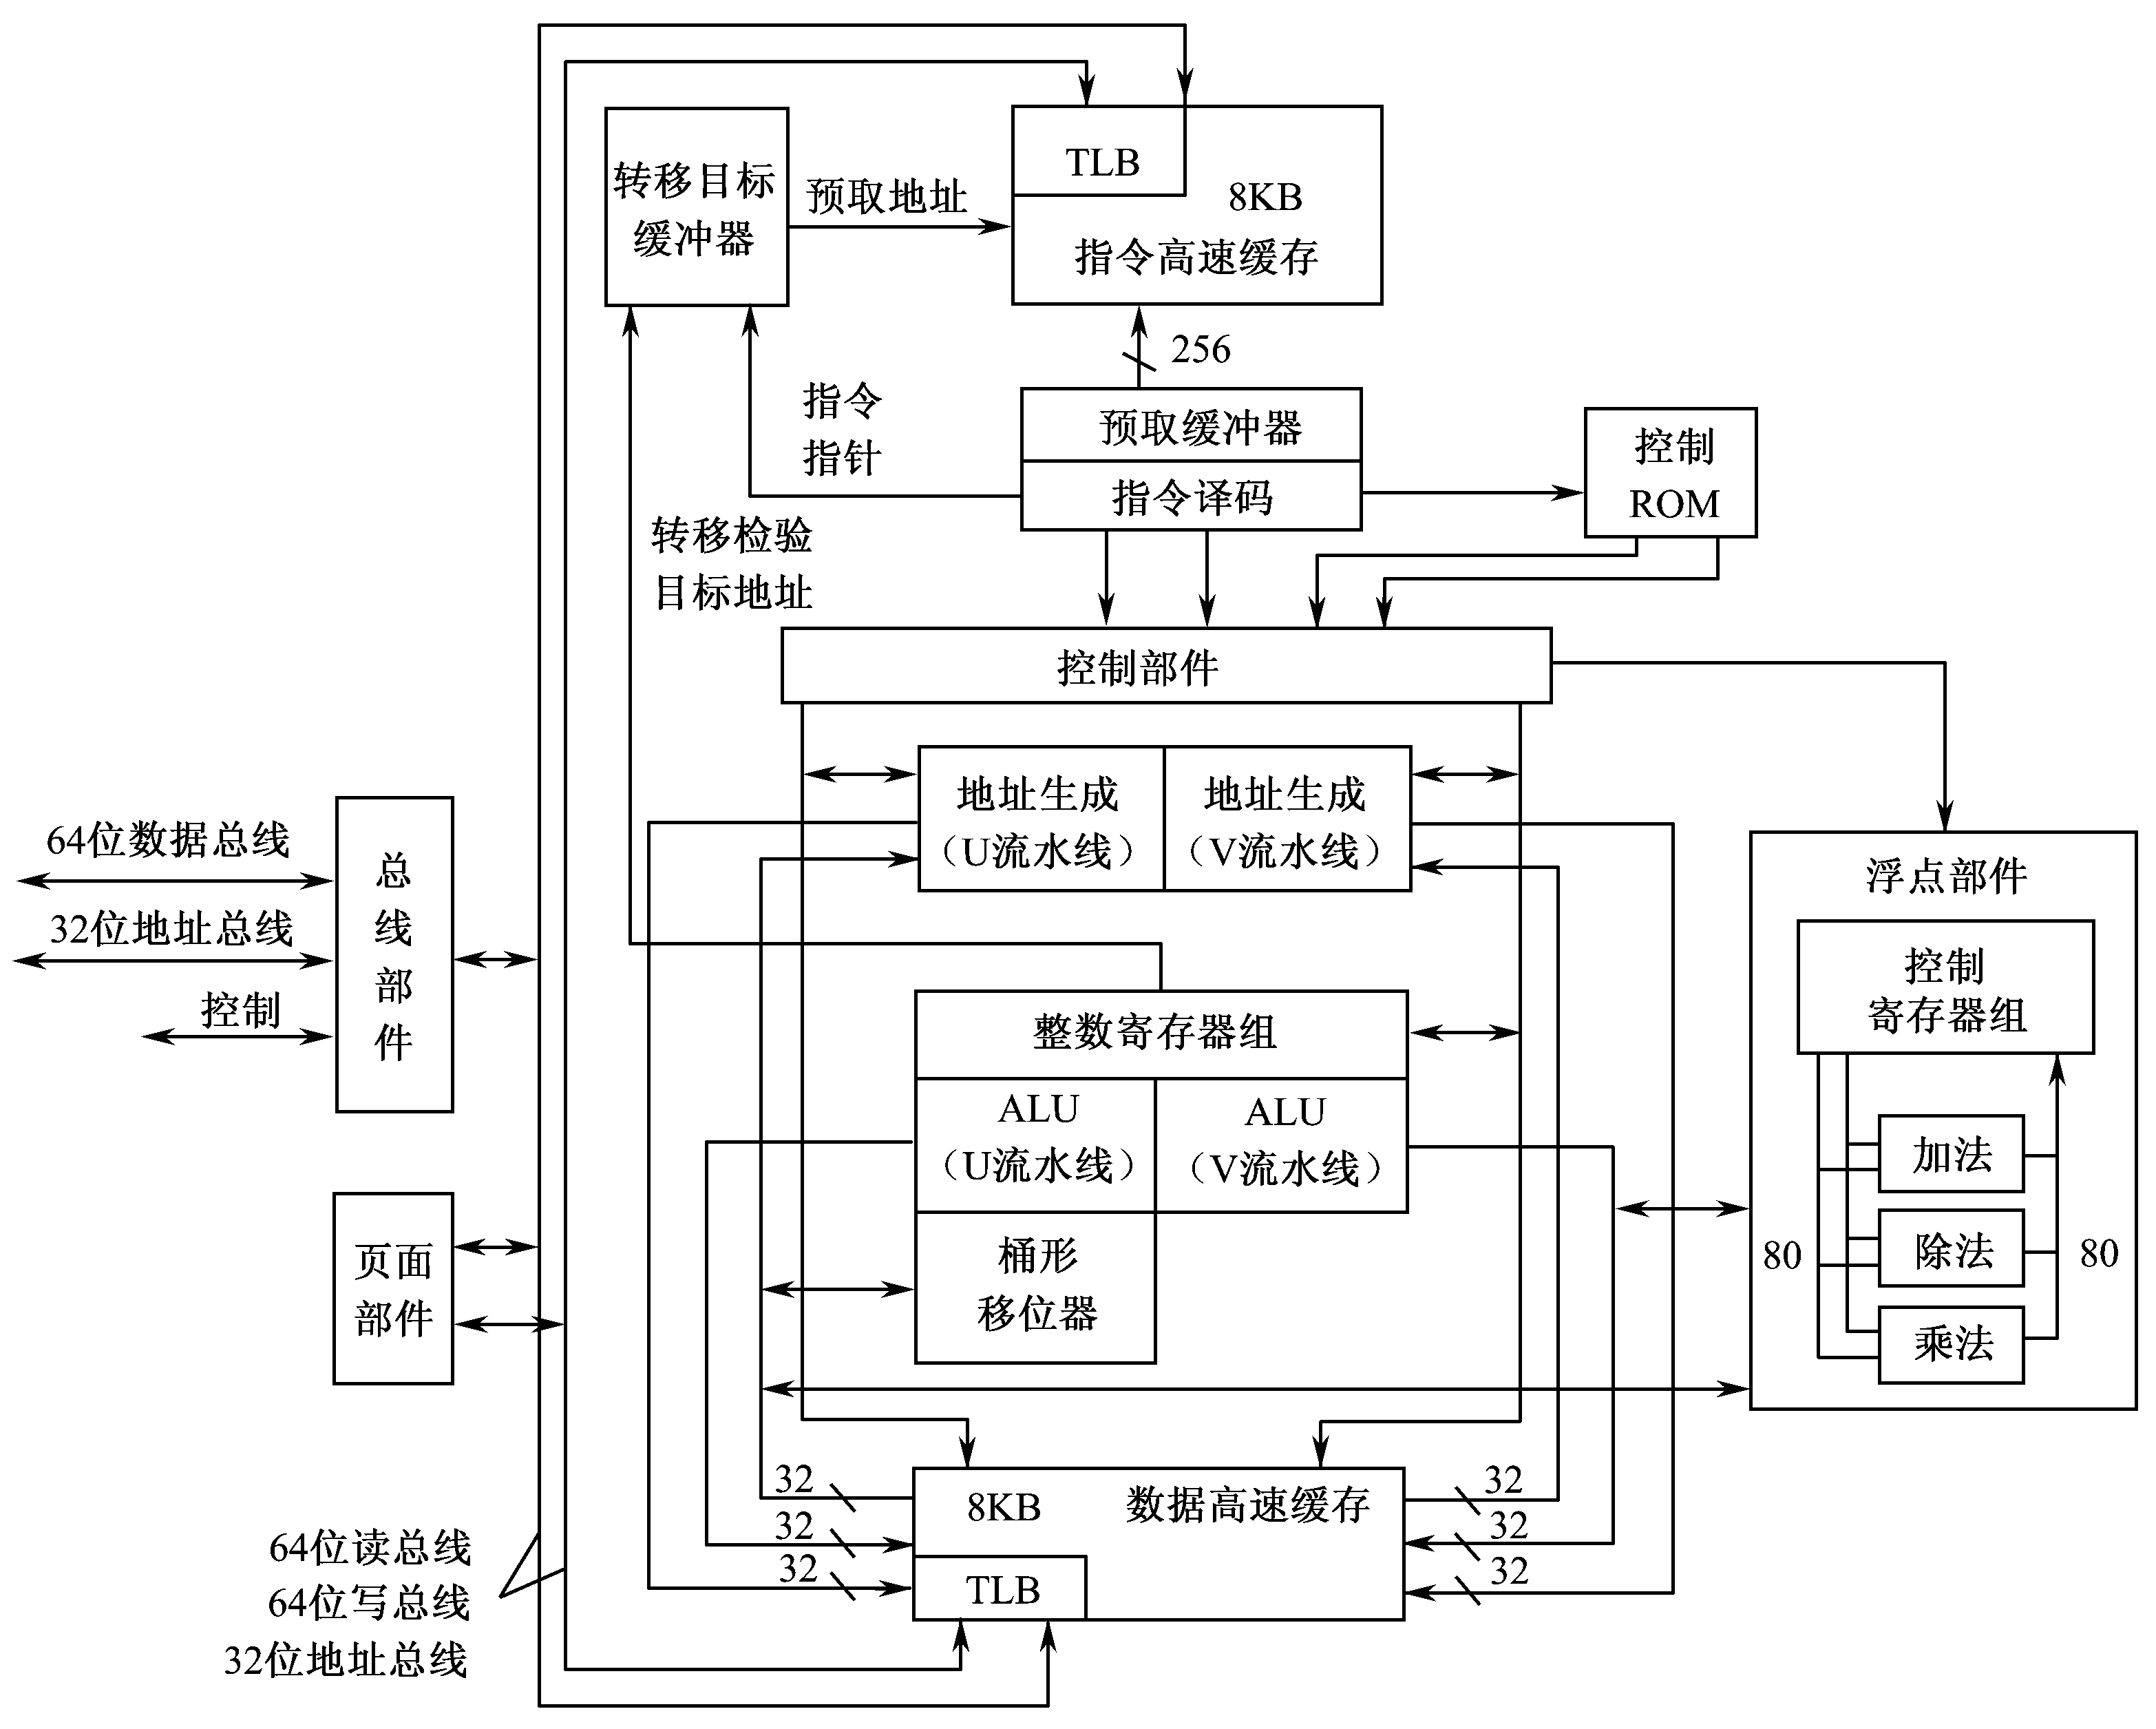 转移目标
缓冲器
预取地址
TLB
8KB
指令高速缓存
256
指令
指针
预取缓冲器
指令译码
控制
ROM
转移检验
目标地址
控制部件
地址生成
（U流水线）
地址生成
（V流水线）
64位数据总线
32位地址总线
控制
总
线
部
件
浮点部件
控制
寄存器组
整数寄存器组
ALU
（U流水线）
ALU
（V流水线）
加法
除法
乘法
80
80
桶形
移位器
页面
部件
32
32
32
8KB
数据高速缓存
TLB
32
32
32
64位读总线
64位写总线
32位地址总线